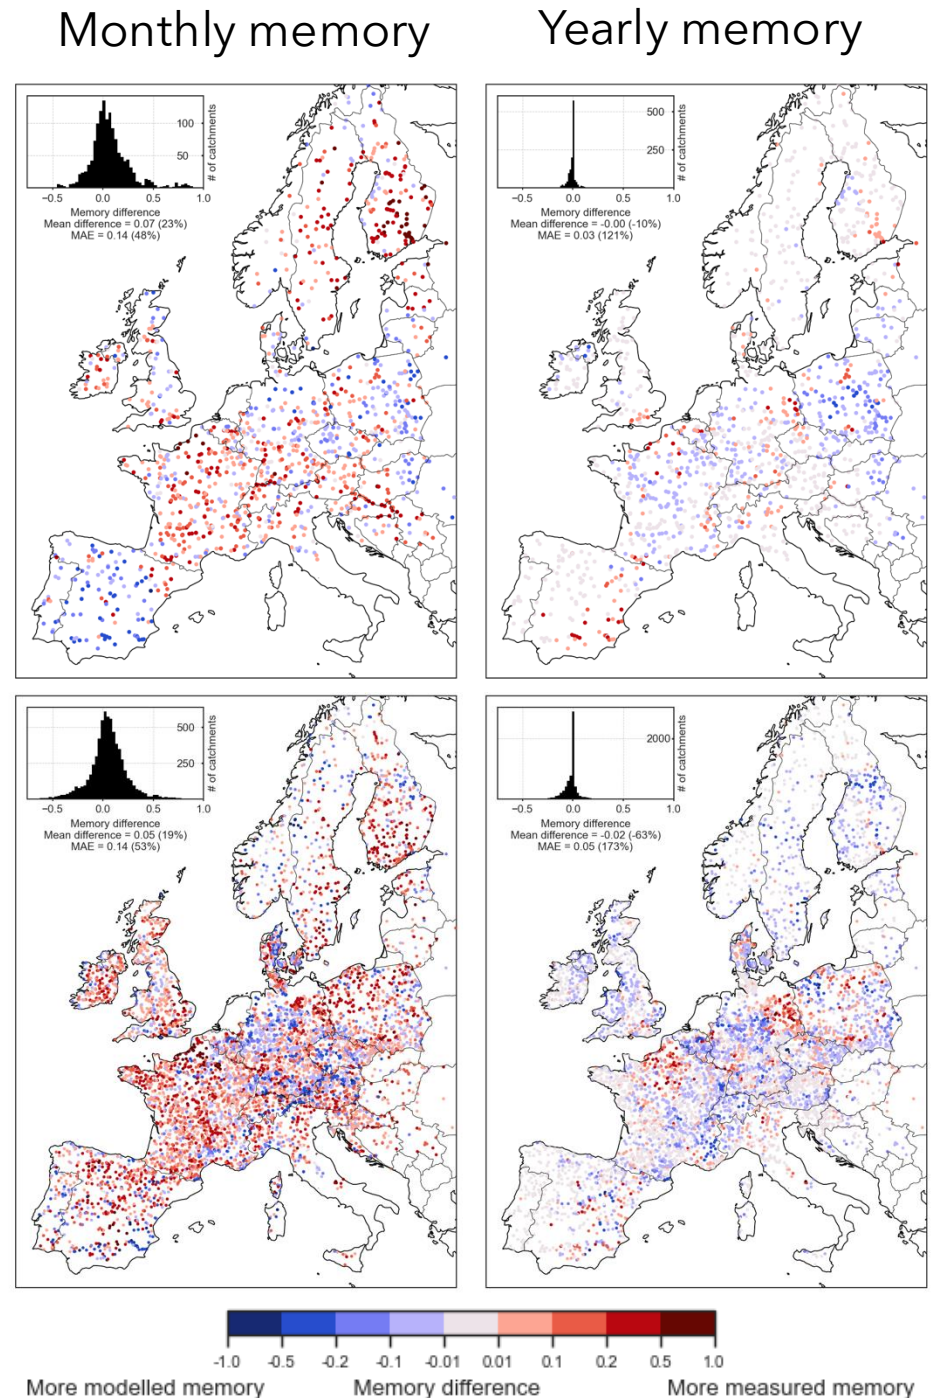 Monthly memory
Yearly memory
100
50
# of catchments
−0.5 0.0 0.5 1.0
Memory difference
Mean difference = 0.07 (23%)
MAE = 0.14 (48%)
500
250
# of catchments
−0.5 0.0 0.5 1.0
Memory difference
Mean difference = -0.00 (-10%)
MAE = 0.03 (121%)
500
250
# of catchments
−0.5 0.0 0.5 1.0
Memory difference
Mean difference = 0.05 (19%)
MAE = 0.14 (53%)
2000
# of catchments
−0.5 0.0 0.5 1.0
Memory difference
Mean difference = -0.02 (-63%)
MAE = 0.05 (173%)
-1.0 -0.5 -0.2 -0.1 -0.01 0.01 0.1 0.2 0.5 1.0
More modelled memory Memory difference More measured memory